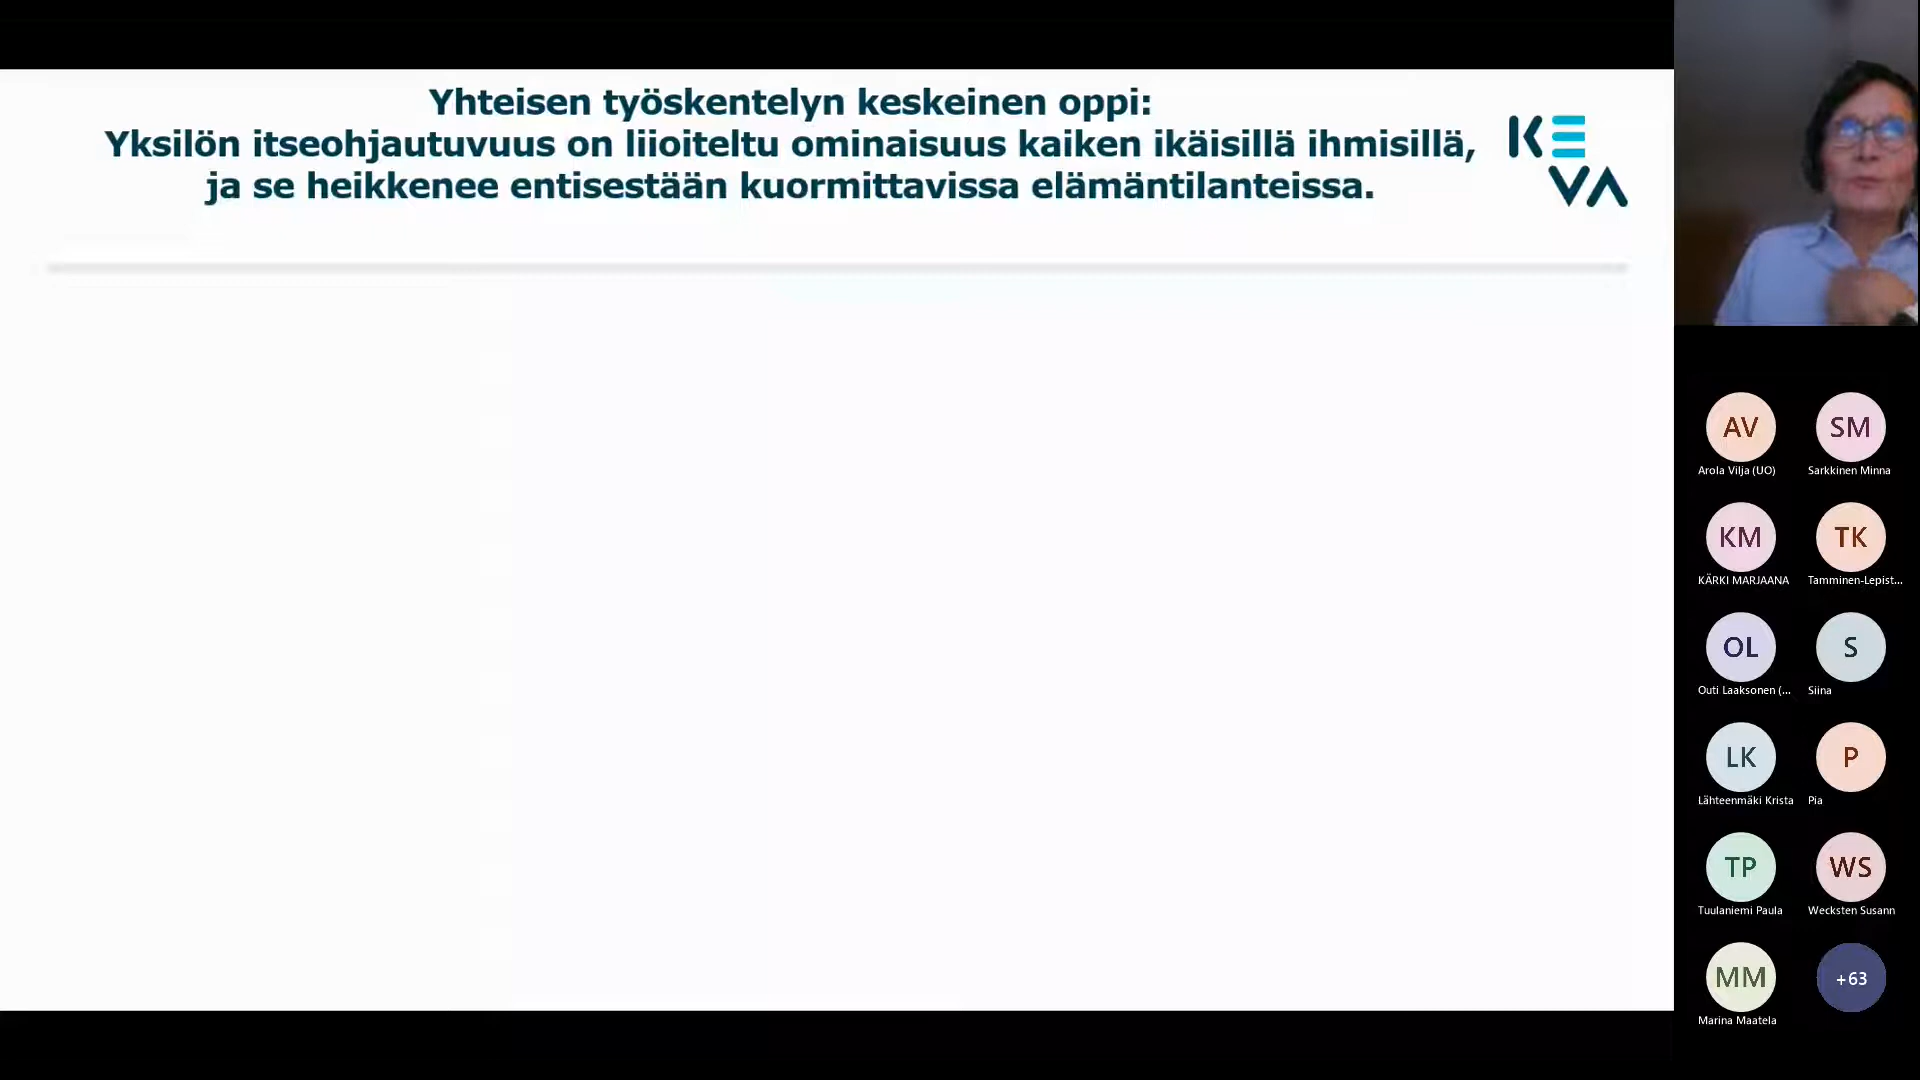 Yhteisen työskentelyn keskeinen oppi:
Yksilön itseohjautuvuus on liioiteltu ominaisuus kaiken ikäisillä ihmisillä,
ja se heikkenee entisestään kuormittavissa elämäntilanteissa.
KE
VA
AV
Arola Vilja (UO)
SM
Sarkkinen Minna
KM
KÄRKI MARJAANA
TK
Tamminen-Lepist...
OL
Outi Laaksonen (...
S
Siina
LK
Lähteenmäki Krista
P
Pia
TP
Tuulaniemi Paula
WS
Wecksten Susann
MM
Marina Maatela
+63